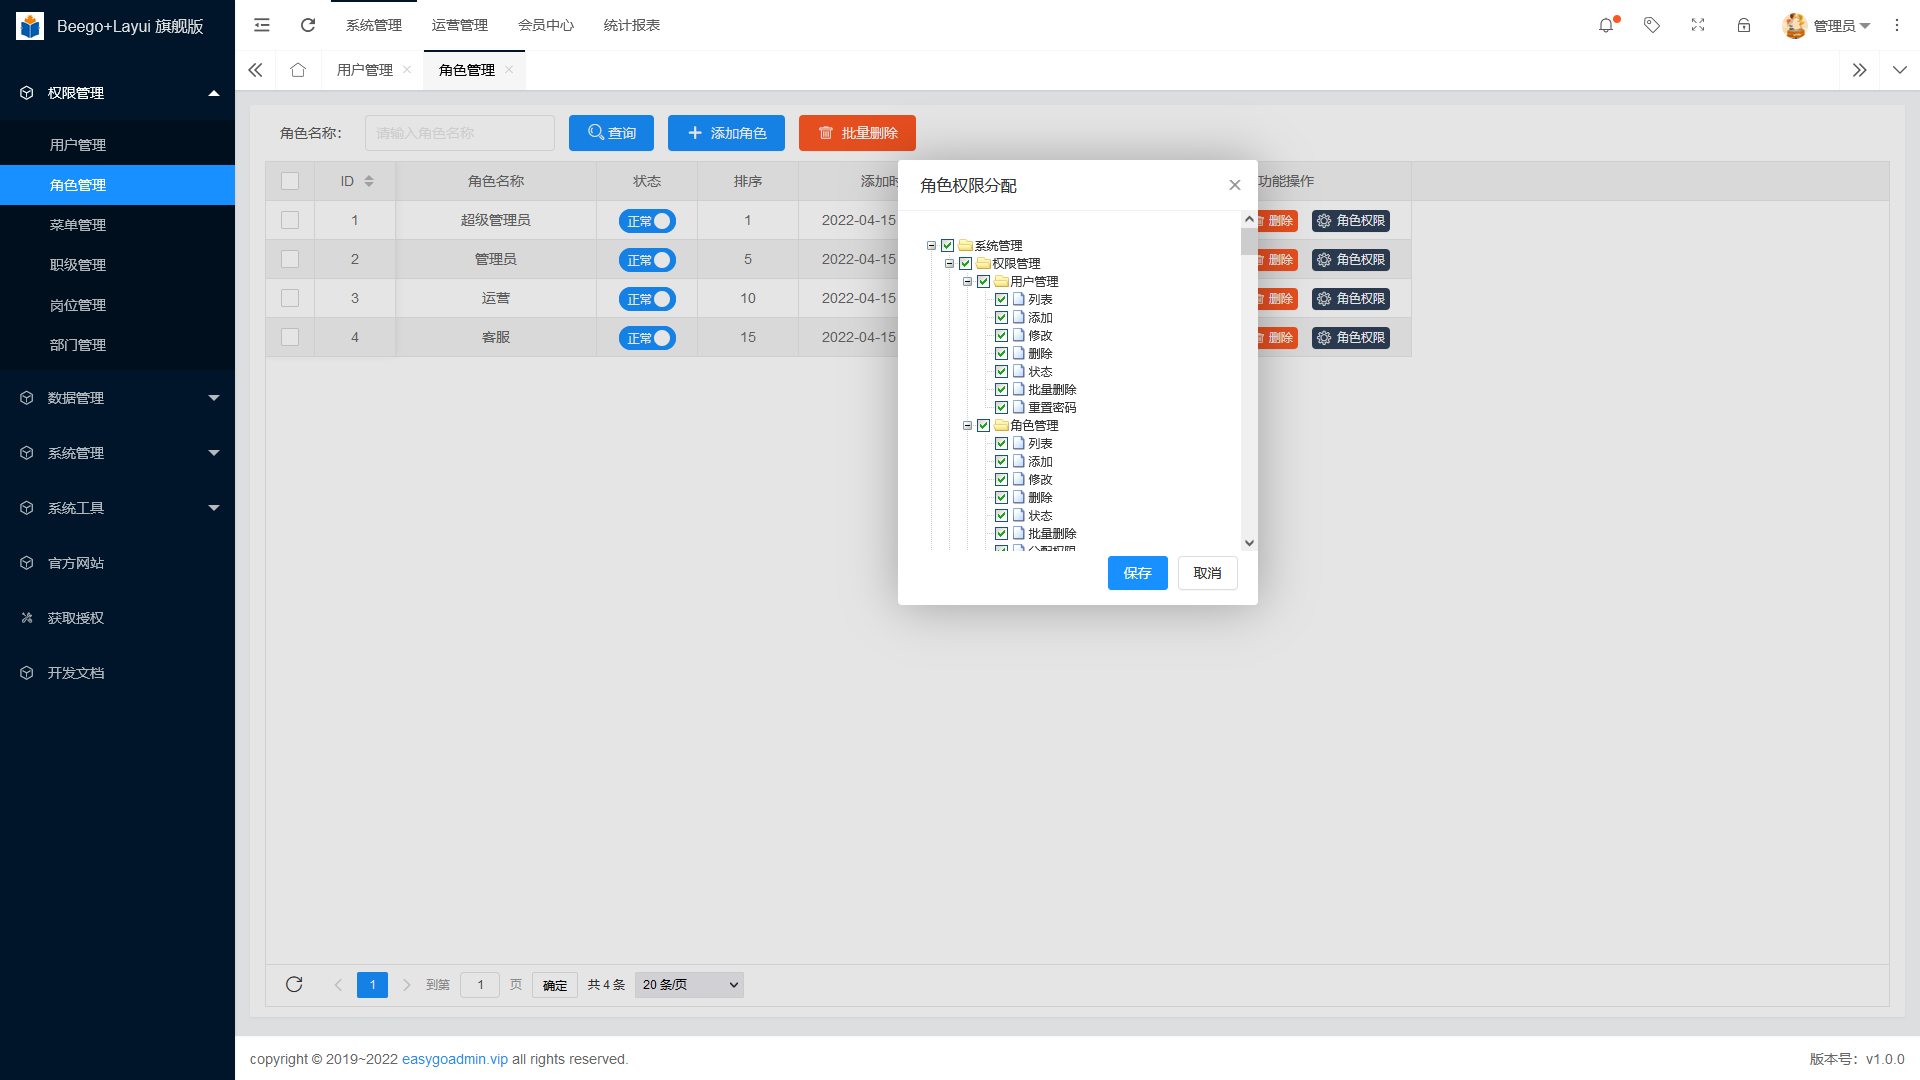 Beego+Layui 旗舰版
系统管理 运营管理 会员中心 统计报表
管理员
用户管理 角色管理
权限管理
用户管理
角色管理
菜单管理
职级管理
岗位管理
部门管理
数据管理
系统管理
系统工具
官方网站
获取授权
开发文档
角色名称： 请输入角色名称 查询 添加角色 批量删除
ID 角色名称 状态 排序 添加时 功能操作
1 超级管理员 正常 1 2022-04-15 删除 角色权限
2 管理员 正常 5 2022-04-15 删除 角色权限
3 运营 正常 10 2022-04-15 删除 角色权限
4 客服 正常 15 2022-04-15 删除 角色权限
角色权限分配
系统管理
权限管理
用户管理
列表
添加
修改
删除
状态
批量删除
重置密码
角色管理
列表
添加
修改
删除
状态
批量删除
分配权限
保存 取消
1 到第 1 页 确定 共 4 条 20 条/页
copyright © 2019~2022 easygoadmin.vip all rights reserved.
版本号：v1.0.0